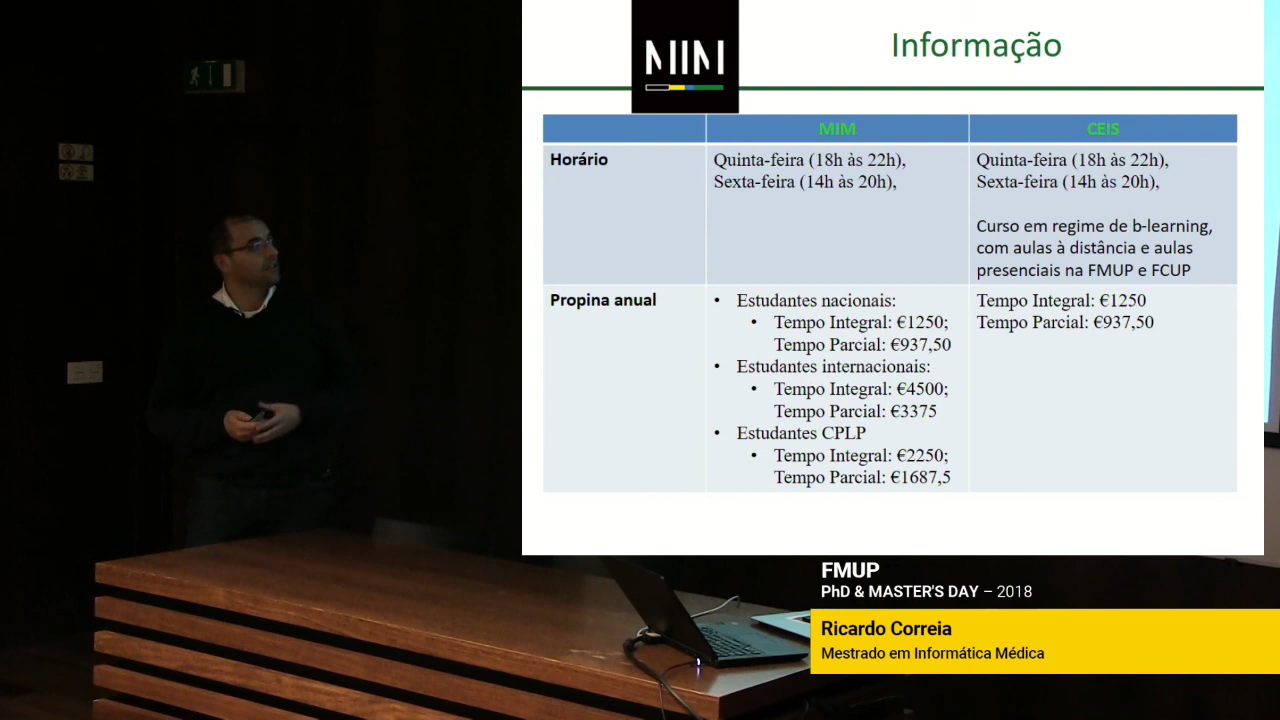 MIM
Informação
MIM
CEIS
Horário
Quinta-feira (18h às 22h),
Sexta-feira (14h às 20h),
Quinta-feira (18h às 22h),
Sexta-feira (14h às 20h),
Curso em regime de b-learning,
com aulas à distância e aulas
presenciais na FMUP e FCUP
Propina anual
• Estudantes nacionais:
• Tempo Integral: €1250;
Tempo Parcial: €937,50
• Estudantes internacionais:
• Tempo Integral: €4500;
Tempo Parcial: €3375
• Estudantes CPLP
• Tempo Integral: €2250;
Tempo Parcial: €1687,5
Tempo Integral: €1250
Tempo Parcial: €937,50
FMUP
PhD & MASTER'S DAY – 2018
Ricardo Correia
Mestrado em Informática Médica